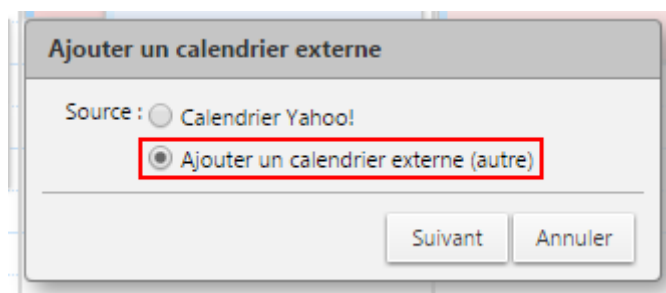 Ajouter un calendrier externe
Source : Calendrier Yahoo!
Ajouter un calendrier externe (autre)
Suivant Annuler